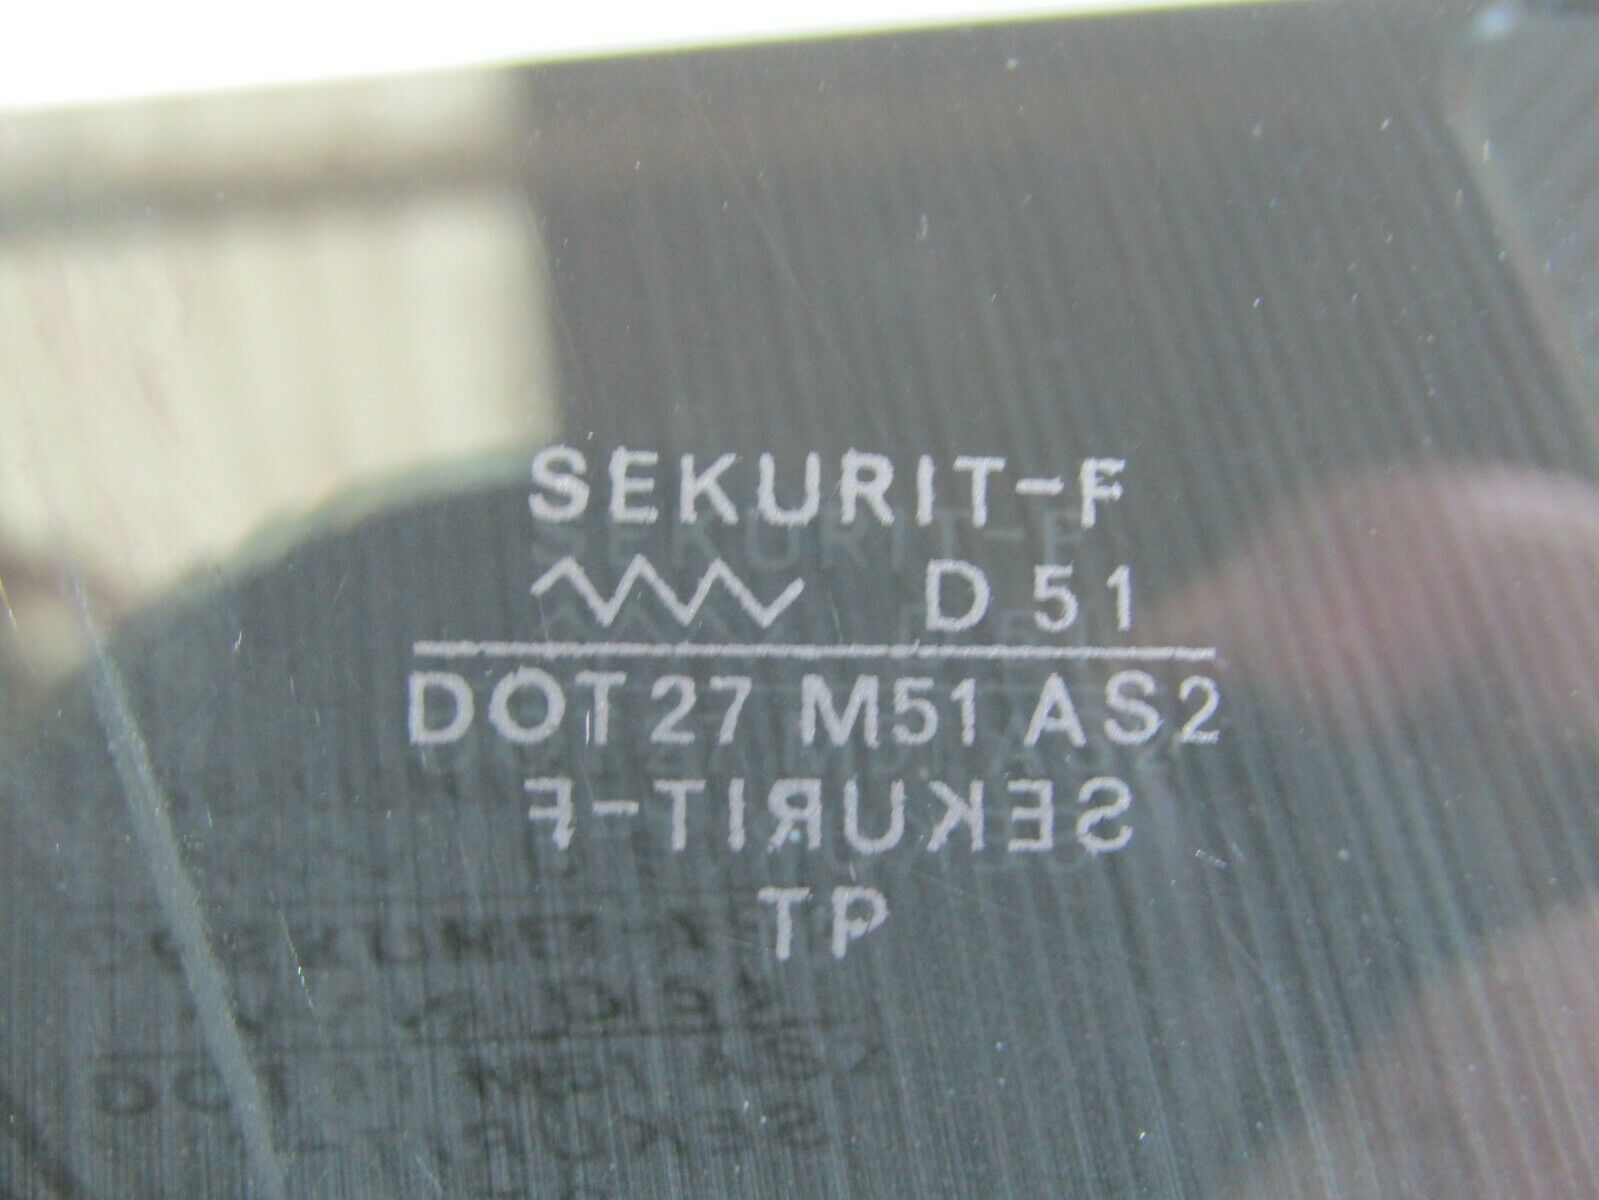 SEKURIT-F
D 51
DOT 27 M51 AS2
SEKURIT-F
TP